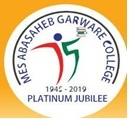 MES ABASAHEB GARWARE COLLEGE
1945 - 2019
PLATINUM JUBILEE